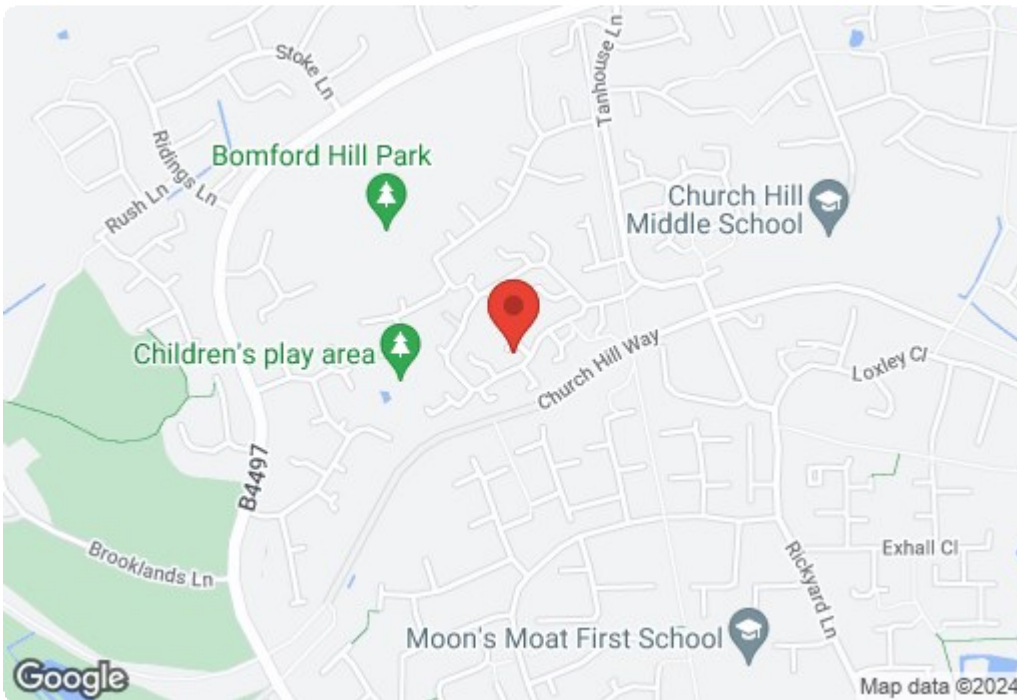 Stoke Ln
Tanhouse Ln
Ridings Ln
Bomford Hill Park
Rush Ln
Church Hill
Middle School
Children's play area
Church Hill Way
Loxley Cl
B4497
Brooklands Ln
Exhall Cl
Rickyard Ln
Moon's Moat First School
Google
Map data ©2024